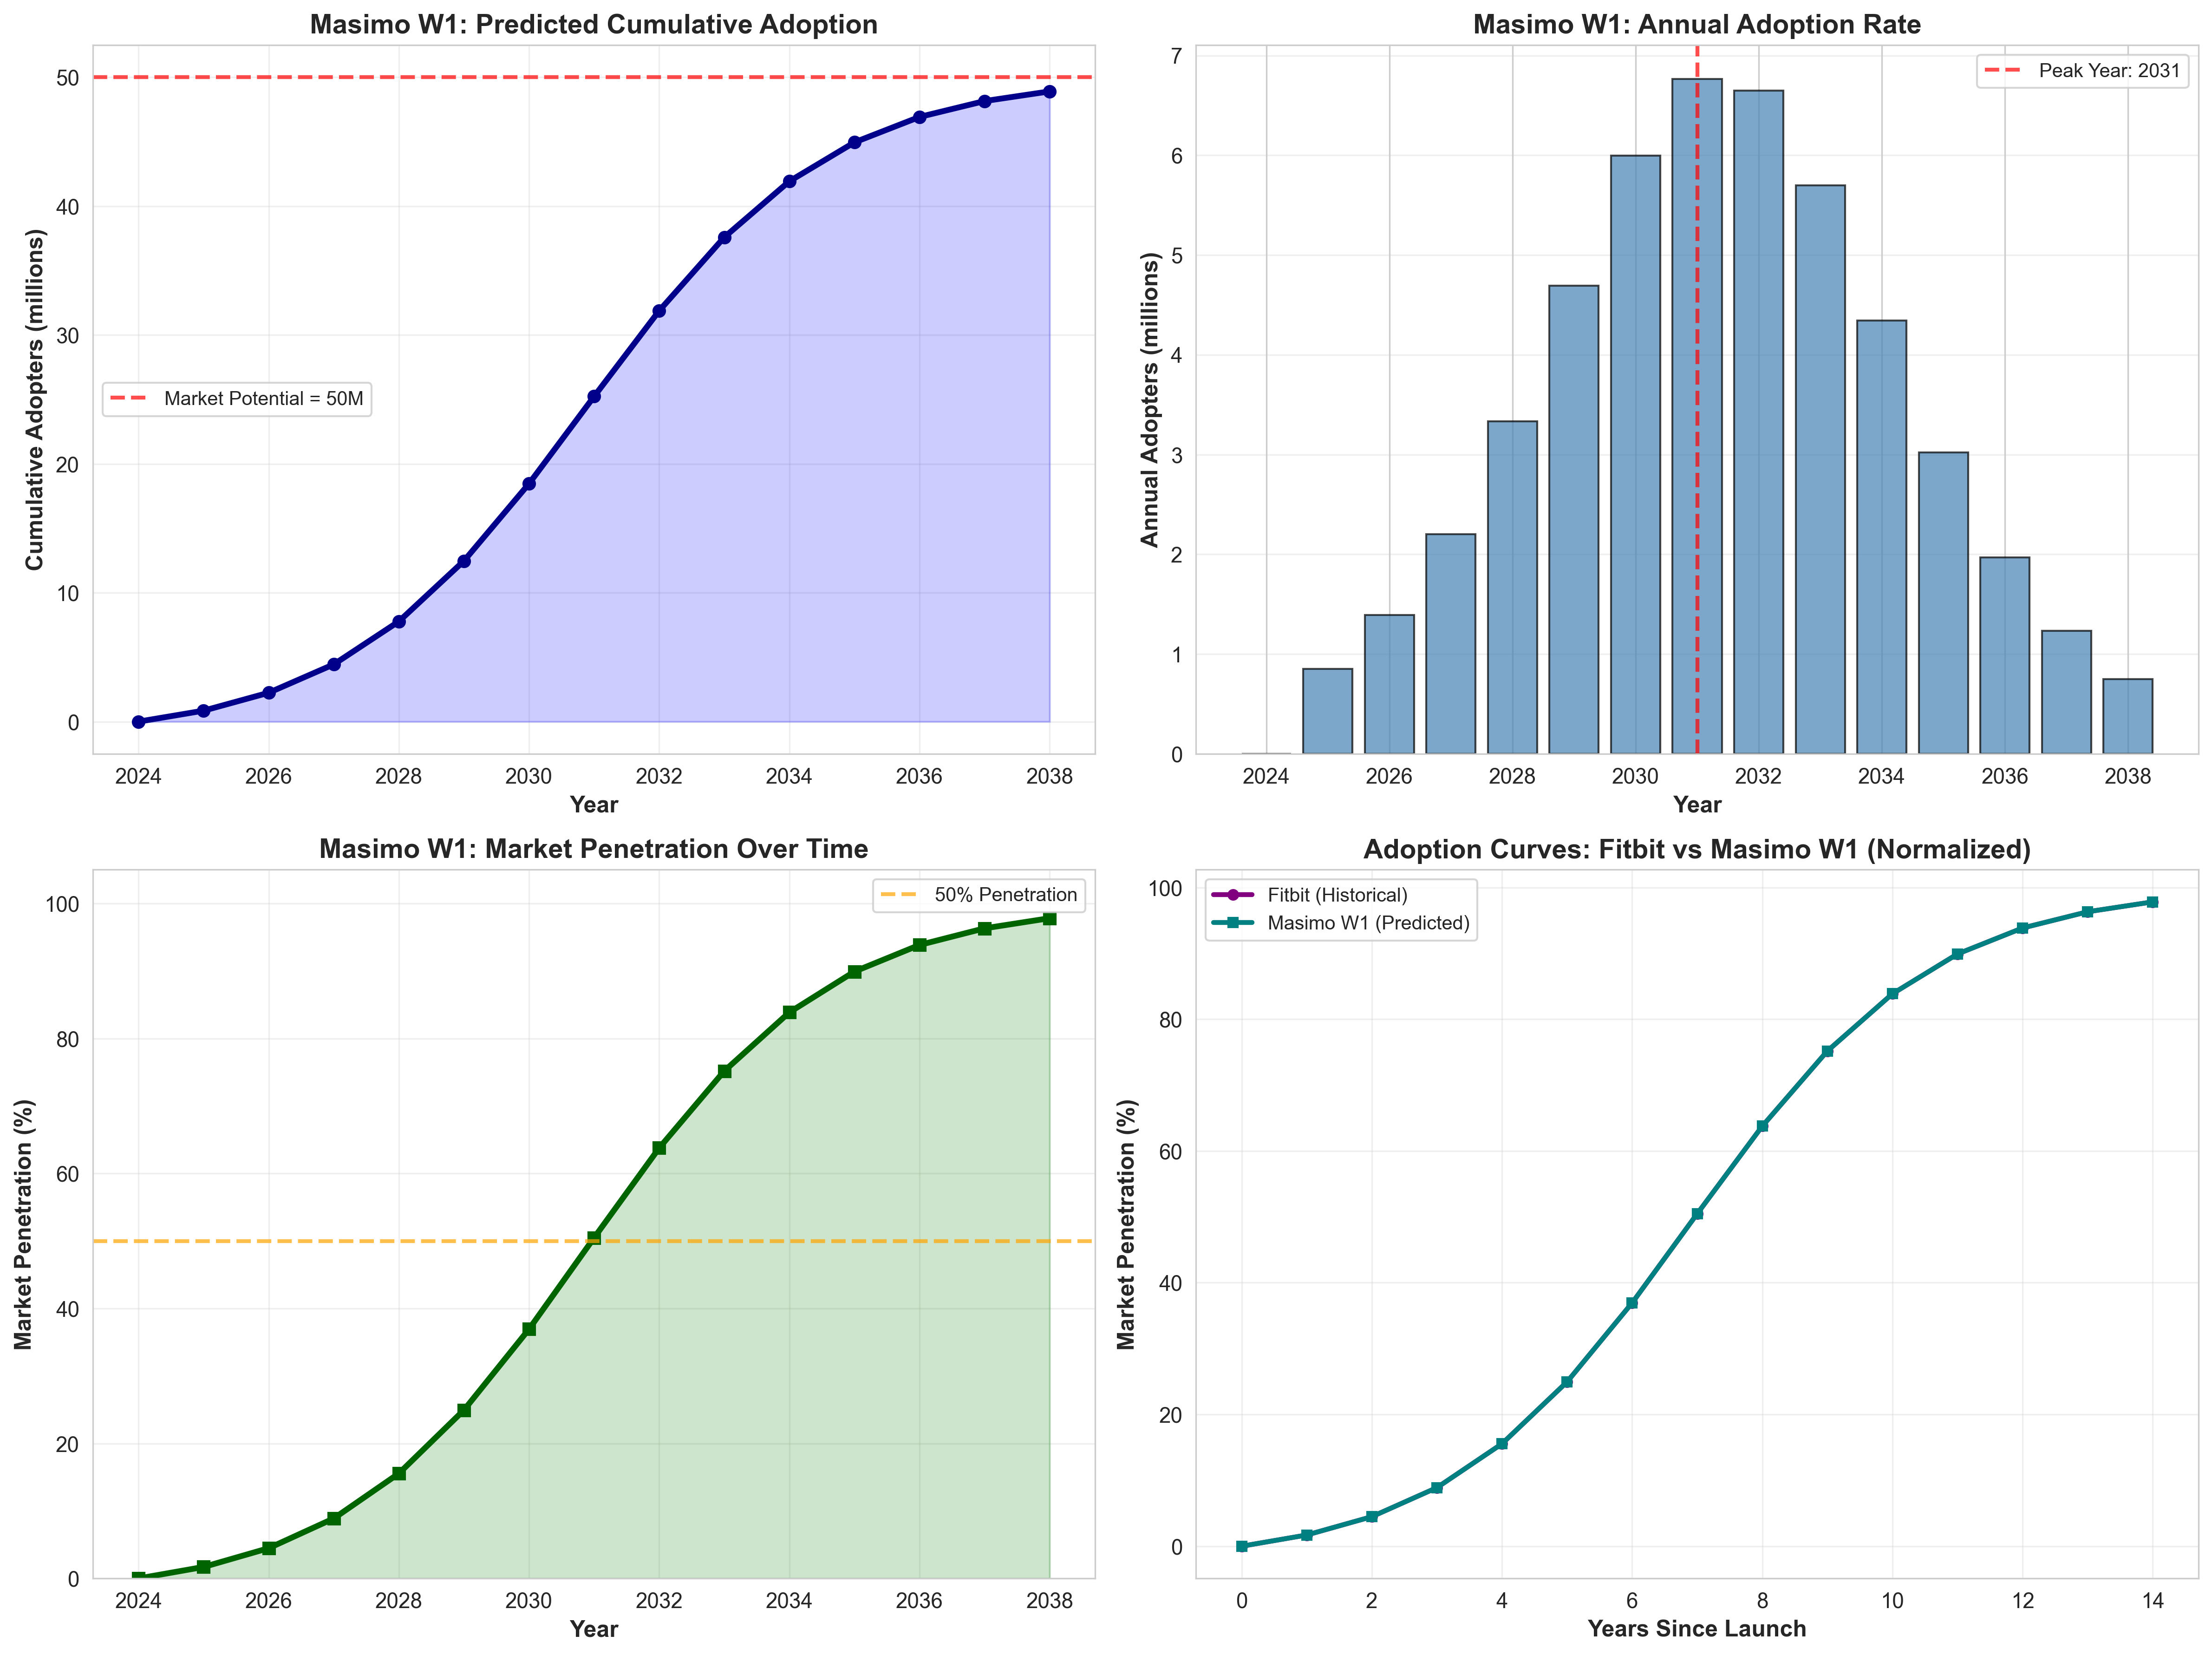 Masimo W1: Predicted Cumulative Adoption
Cumulative Adopters (millions)
50
40
30
20
10
0
Market Potential = 50M
2024 2026 2028 2030 2032 2034 2036 2038
Year
Masimo W1: Annual Adoption Rate
Annual Adopters (millions)
7
6
5
4
3
2
1
0
Peak Year: 2031
2024 2026 2028 2030 2032 2034 2036 2038
Year
Masimo W1: Market Penetration Over Time
Market Penetration (%)
100
80
60
40
20
0
50% Penetration
2024 2026 2028 2030 2032 2034 2036 2038
Year
Adoption Curves: Fitbit vs Masimo W1 (Normalized)
Market Penetration (%)
100
80
60
40
20
0
Fitbit (Historical)
Masimo W1 (Predicted)
0 2 4 6 8 10 12 14
Years Since Launch